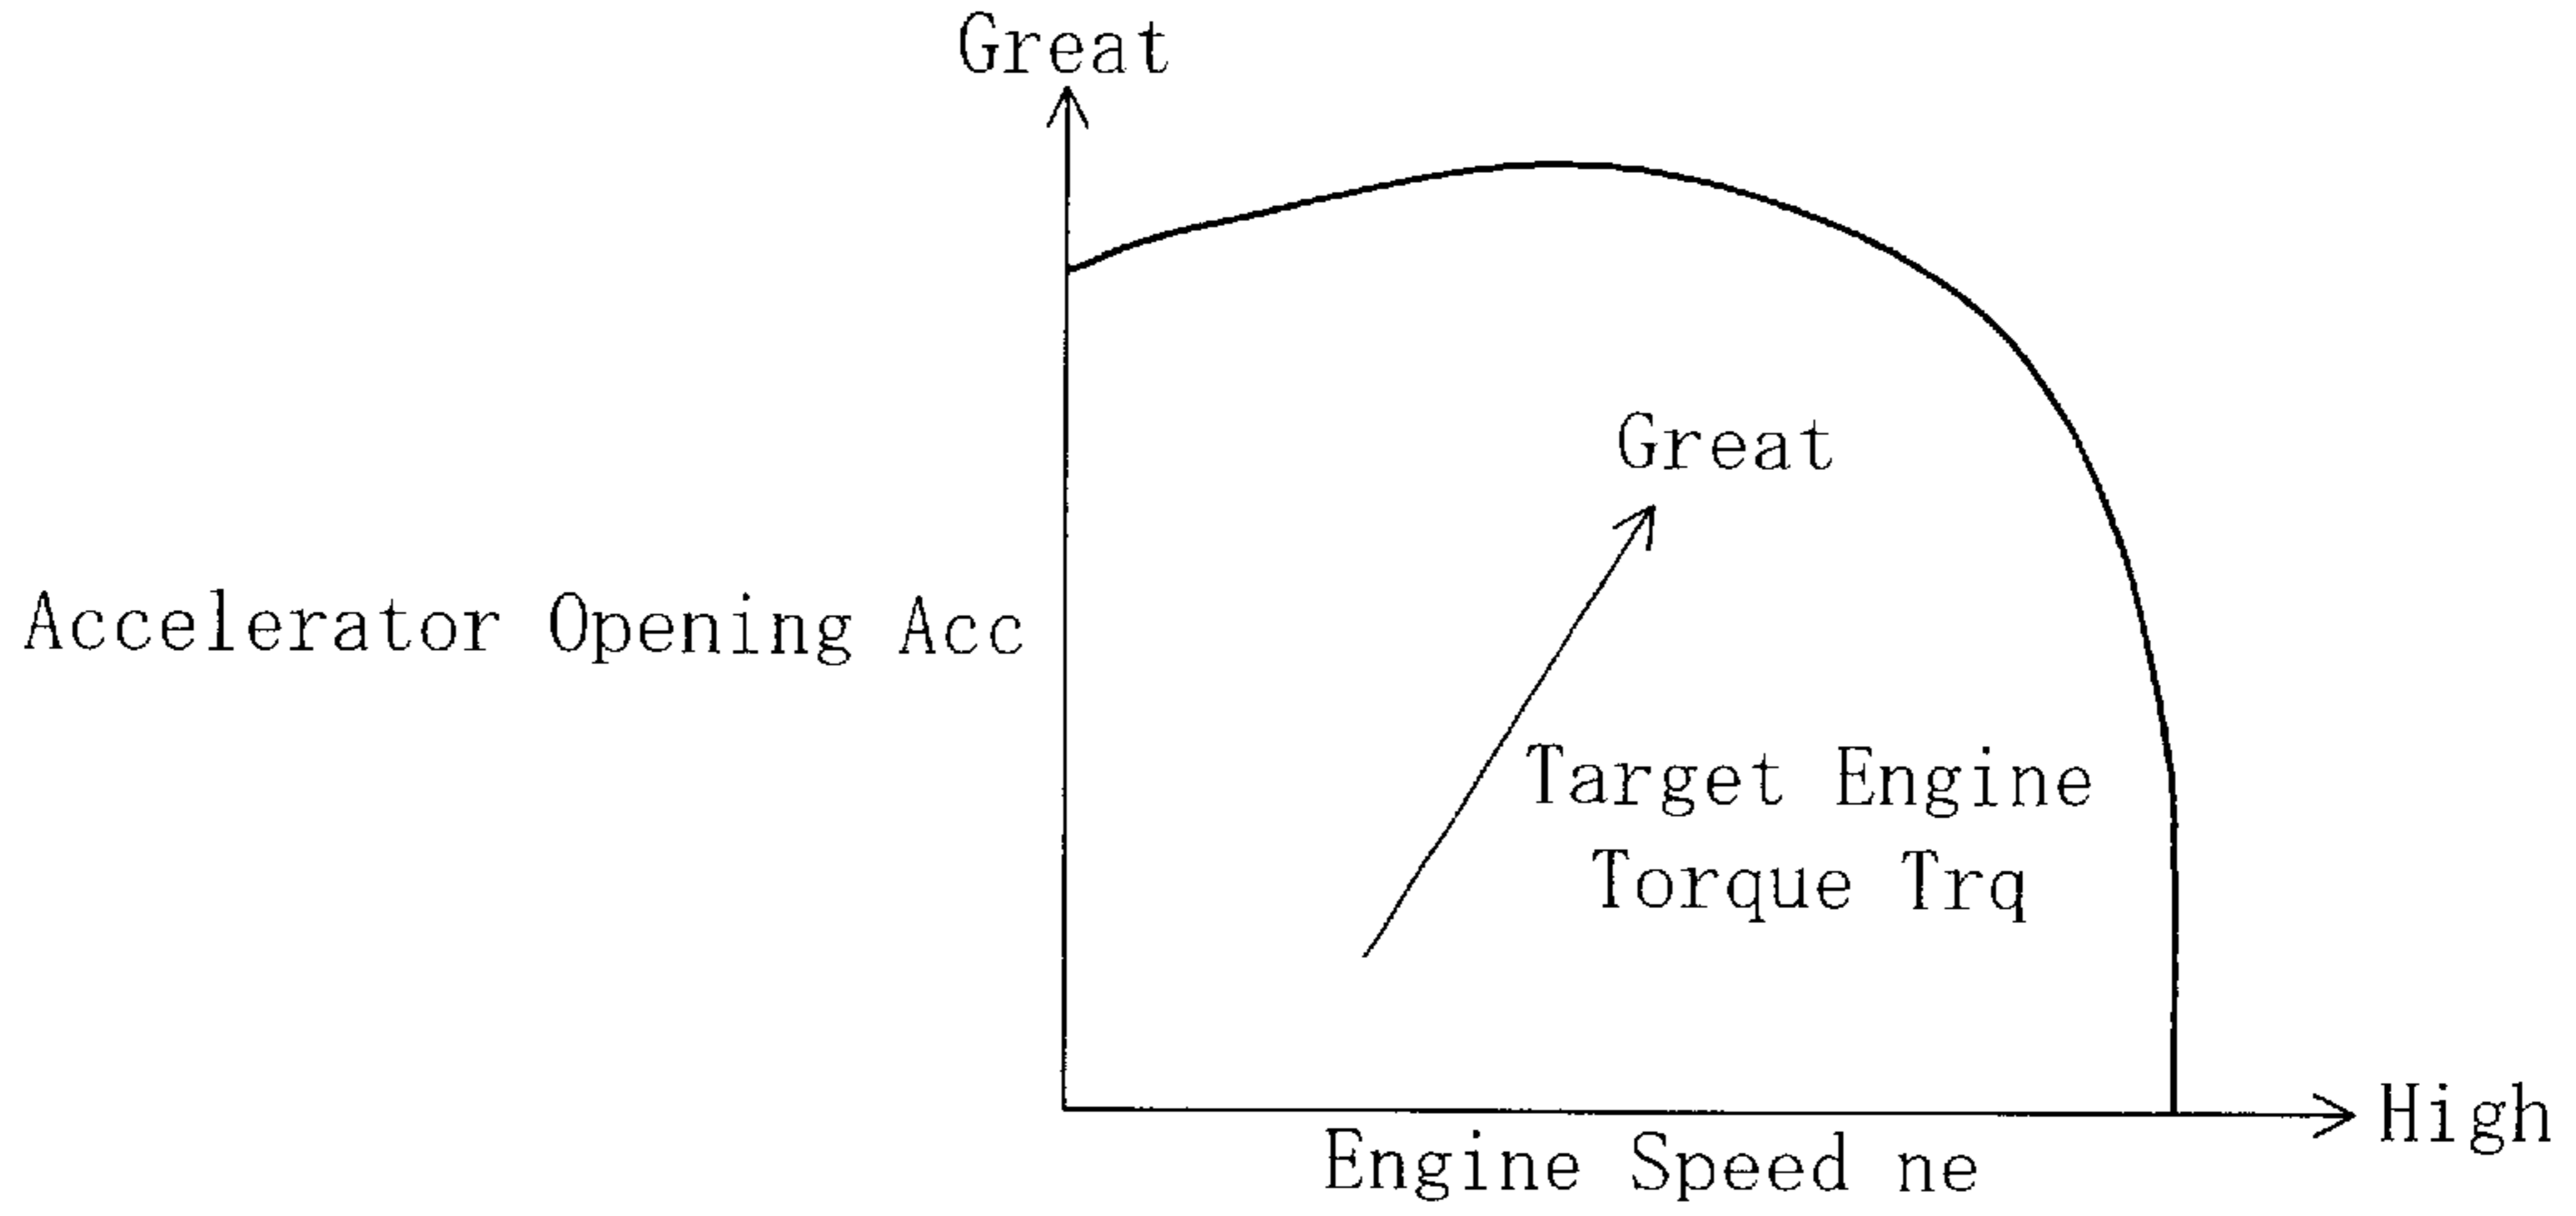 Great
Great
Accelerator Opening Acc
Target Engine
Torque Trq
High
Engine Speed ne